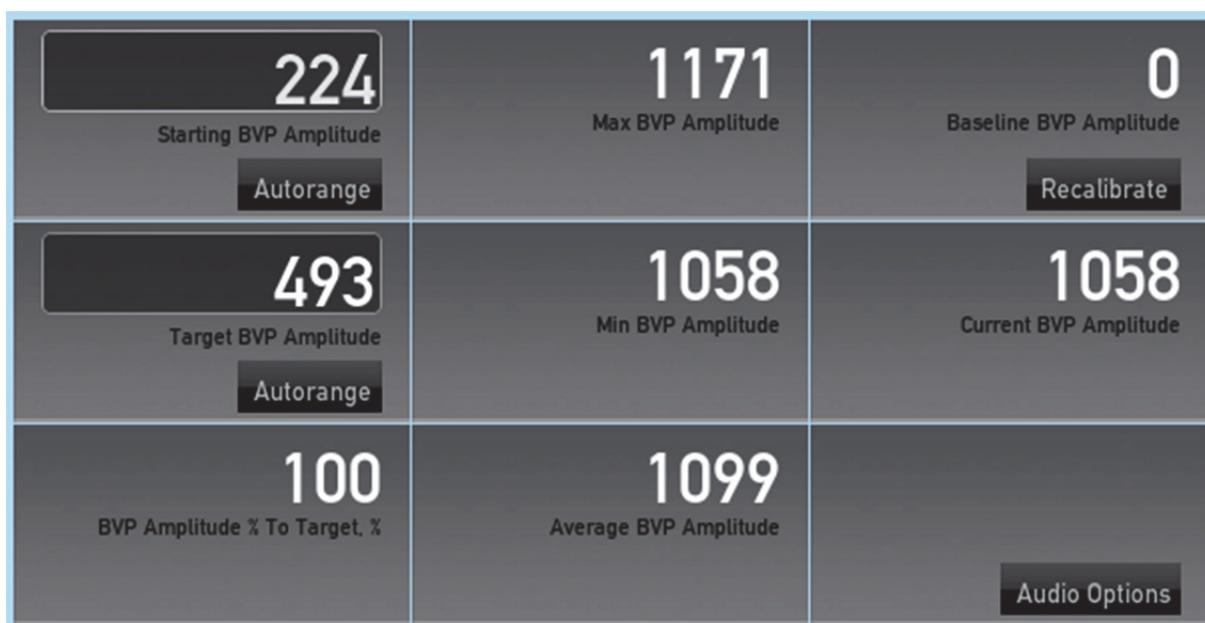 224
Starting BVP Amplitude
Autorange
1171
Max BVP Amplitude
0
Baseline BVP Amplitude
Recalibrate
493
Target BVP Amplitude
Autorange
1058
Min BVP Amplitude
1058
Current BVP Amplitude
100
BVP Amplitude % To Target, %
1099
Average BVP Amplitude
Audio Options